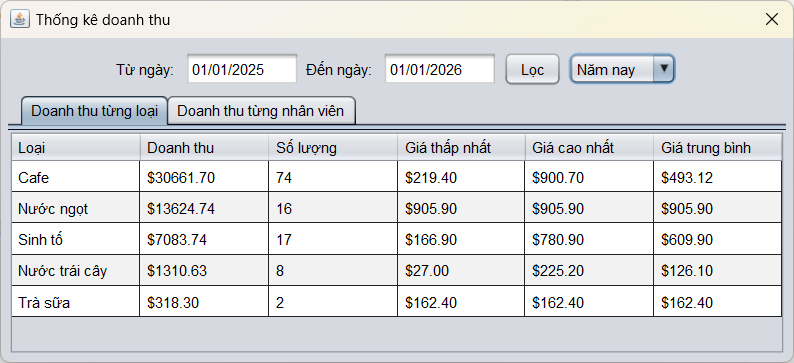 Thống kê doanh thu
Từ ngày: 01/01/2025 Đến ngày: 01/01/2026 Lọc Năm nay
Doanh thu từng loại Doanh thu từng nhân viên
Loại Doanh thu Số lượng Giá thấp nhất Giá cao nhất Giá trung bình
Cafe $30661.70 74 $219.40 $900.70 $493.12
Nước ngọt $13624.74 16 $905.90 $905.90 $905.90
Sinh tố $7083.74 17 $166.90 $780.90 $609.90
Nước trái cây $1310.63 8 $27.00 $225.20 $126.10
Trà sữa $318.30 2 $162.40 $162.40 $162.40